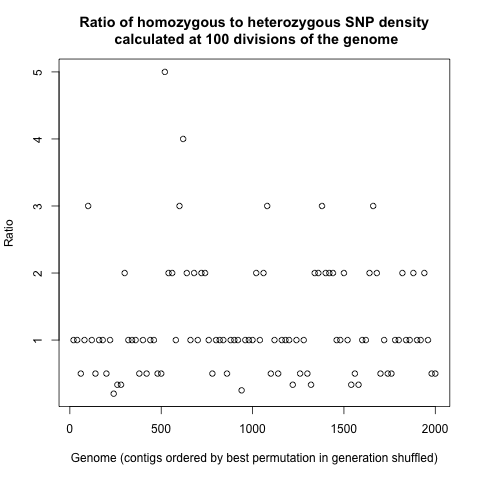 Ratio of homozygous to heterozygous SNP density
calculated at 100 divisions of the genome
5
4
3
2
1
Ratio
0 500 1000 1500 2000
Genome (contigs ordered by best permutation in generation shuffled)